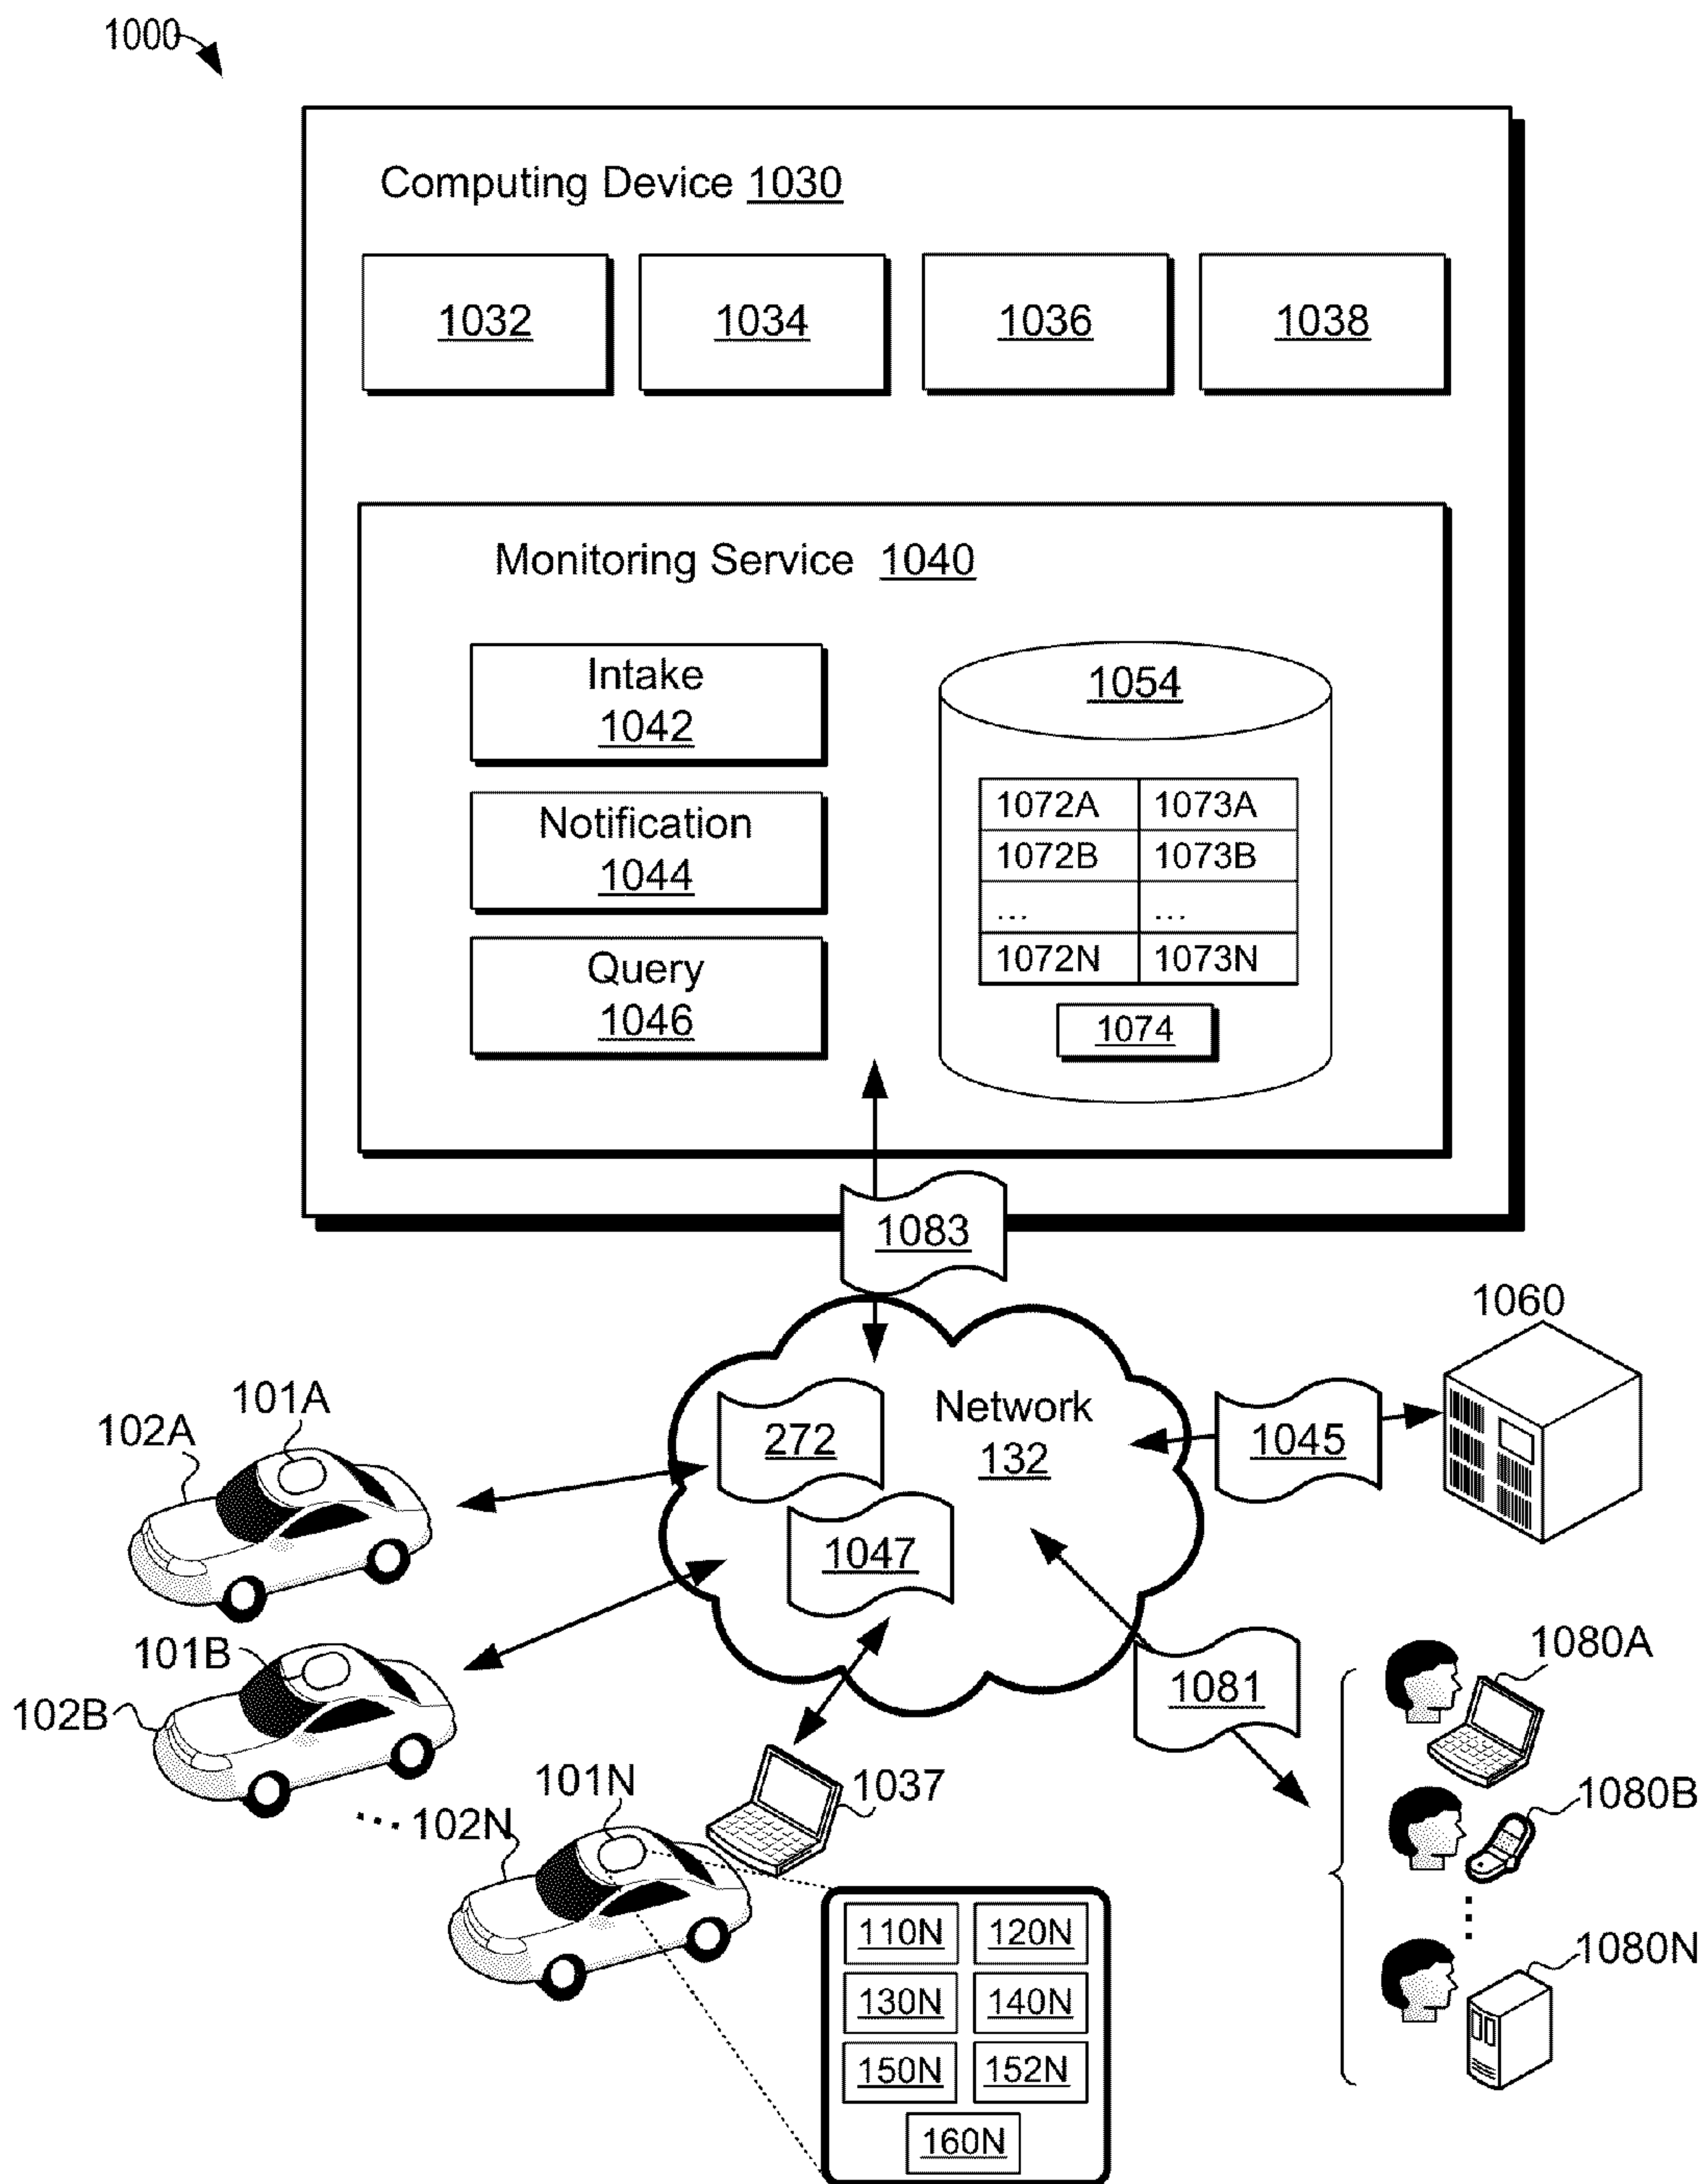 1000
Computing Device 1030
1032 1034 1036 1038
Monitoring Service 1040
Intake
1042
Notification
1044
Query
1046
1054
1072A 1073A
1072B 1073B
... ...
1072N 1073N
1074
1083
1060
Network
132
272
1045
1047
101A
102A
101B
102B
1081
1080A
101N
1037
1080B
... 102N
1080N
110N 120N
130N 140N
150N 152N
160N